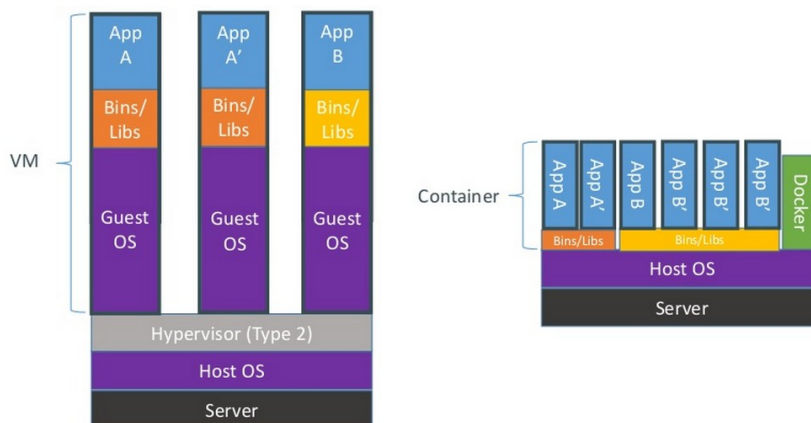 App
A
App
A’
App
B
Bins/
Libs
Bins/
Libs
Bins/
Libs
VM
Guest
OS
Guest
OS
Guest
OS
Hypervisor (Type 2)
Host OS
Server
Container
App A
App A’
App B
App B’
App B’
App B’
Docker
Bins/Libs
Bins/Libs
Host OS
Server